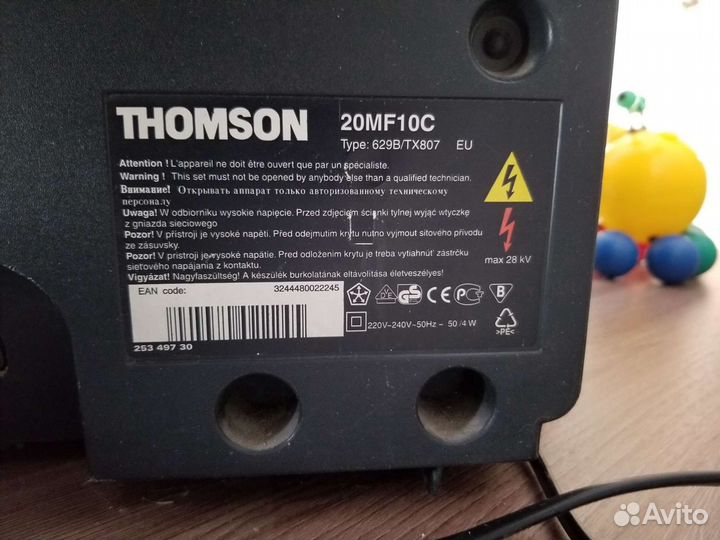 THOMSON
20MF10C
Type: 629B/TX807 EU
Attention ! L'appareil ne doit être ouvert que par un spécialiste.
Warning ! This set must not be opened by anybody else than a qualified technician.
Внимание! Открывать аппарат только авторизованному техническому
персоналу
Uwaga! W odbiorniku wysokie napięcie. Przed zdjęciem ścianki tylnej wyjąć wtyczkę
z gniazda sieciowego
Pozor! V přístroji je vysoké napětí. Před odejmutím krytu nutno vyjmout síťového přívodu
ze zásuvky.
Pozor! V prístroji je vysoké napätie. Pred odložením krytu je treba vytiahnúť zástrčku
sieťového napájania z kontaktu.
Vigyázat! Nagyfeszültség! A készülék burkolatának eltávolítása életveszélyes!
max 28 kV
EAN code: 3244480022245
253 497 30
220V-240V~50Hz - 50/4 W
GS CE PC B
>PE<
Avito